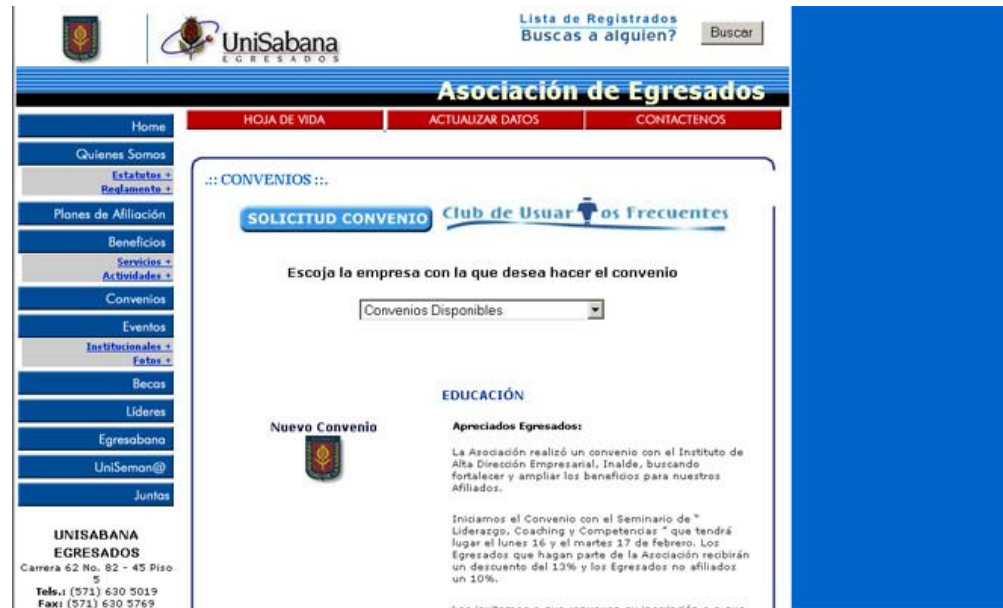 Lista de Registrados
Buscas a alguien?
Buscar
UniSabana
EGRESADOS
Asociación de Egresados
HOJA DE VIDA
ACTUALIZAR DATOS
CONTACTENOS
Home
Quienes Somos
Estatutos +
Reglamento +
Planes de Afiliación
Beneficios
Servicios +
Actividades +
Convenios
Eventos
Institucionales +
Fotos +
Becas
Líderes
Egresabana
UniSeman@
Juntas
UNISABANA
EGRESADOS
Carrera 62 No. 82 - 45 Piso
5
Tels.: (571) 630 5019
Fax: (571) 630 5769
.:: CONVENIOS ::.
SOLICITUD CONVENIO
Club de Usuarios Frecuentes
Escoja la empresa con la que desea hacer el convenio
Convenios Disponibles
EDUCACIÓN
Nuevo Convenio
Apreciados Egresados:
La Asociación realizó un convenio con el Instituto de
Alta Dirección Empresarial, Inalde, buscando
fortalecer y ampliar los beneficios para nuestros
Afiliados.
Iniciamos el Convenio con el Seminario de "
Liderazgo, Coaching y Competencias " que tendrá
lugar el lunes 16 y el martes 17 de febrero. Los
Egresados que hagan parte de la Asociación recibirán
un descuento del 13% y los Egresados no afiliados
un 10%.